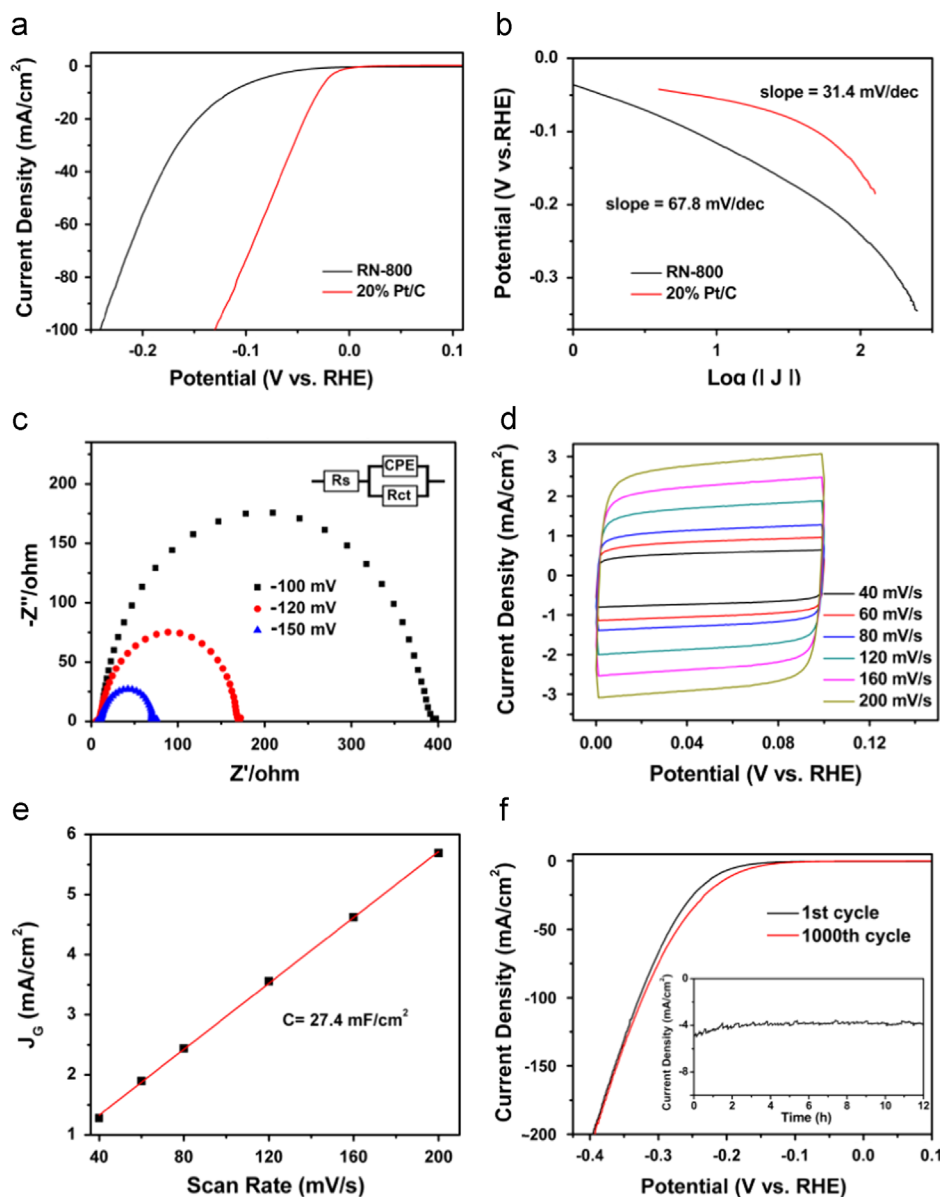 a
Current Density (mA/cm²)
0
-20
-40
-60
-80
-100
RN-800
20% Pt/C
-0.2
-0.1
0.0
0.1
Potential (V vs. RHE)
b
Potential (V vs.RHE)
0.0
-0.1
-0.2
-0.3
slope = 31.4 mV/dec
slope = 67.8 mV/dec
RN-800
20% Pt/C
0
1
2
Log (| J |)
c
-Z''/ohm
200
150
100
50
0
Rs
CPE
Rct
-100 mV
-120 mV
-150 mV
0
100
200
300
400
Z'/ohm
d
Current Density (mA/cm²)
3
2
1
0
-1
-2
-3
40 mV/s
60 mV/s
80 mV/s
120 mV/s
160 mV/s
200 mV/s
0.00
0.04
0.08
0.12
Potential (V vs. RHE)
e
J_G (mA/cm²)
6
5
4
3
2
1
C= 27.4 mF/cm²
40
80
120
160
200
Scan Rate (mV/s)
f
Current Density (mA/cm²)
0
-50
-100
-150
-200
1st cycle
1000th cycle
Current Density (mA/cm²)
0
-4
-8
0
2
4
6
8
10
12
Time (h)
-0.4
-0.3
-0.2
-0.1
0.0
0.1
Potential (V vs. RHE)